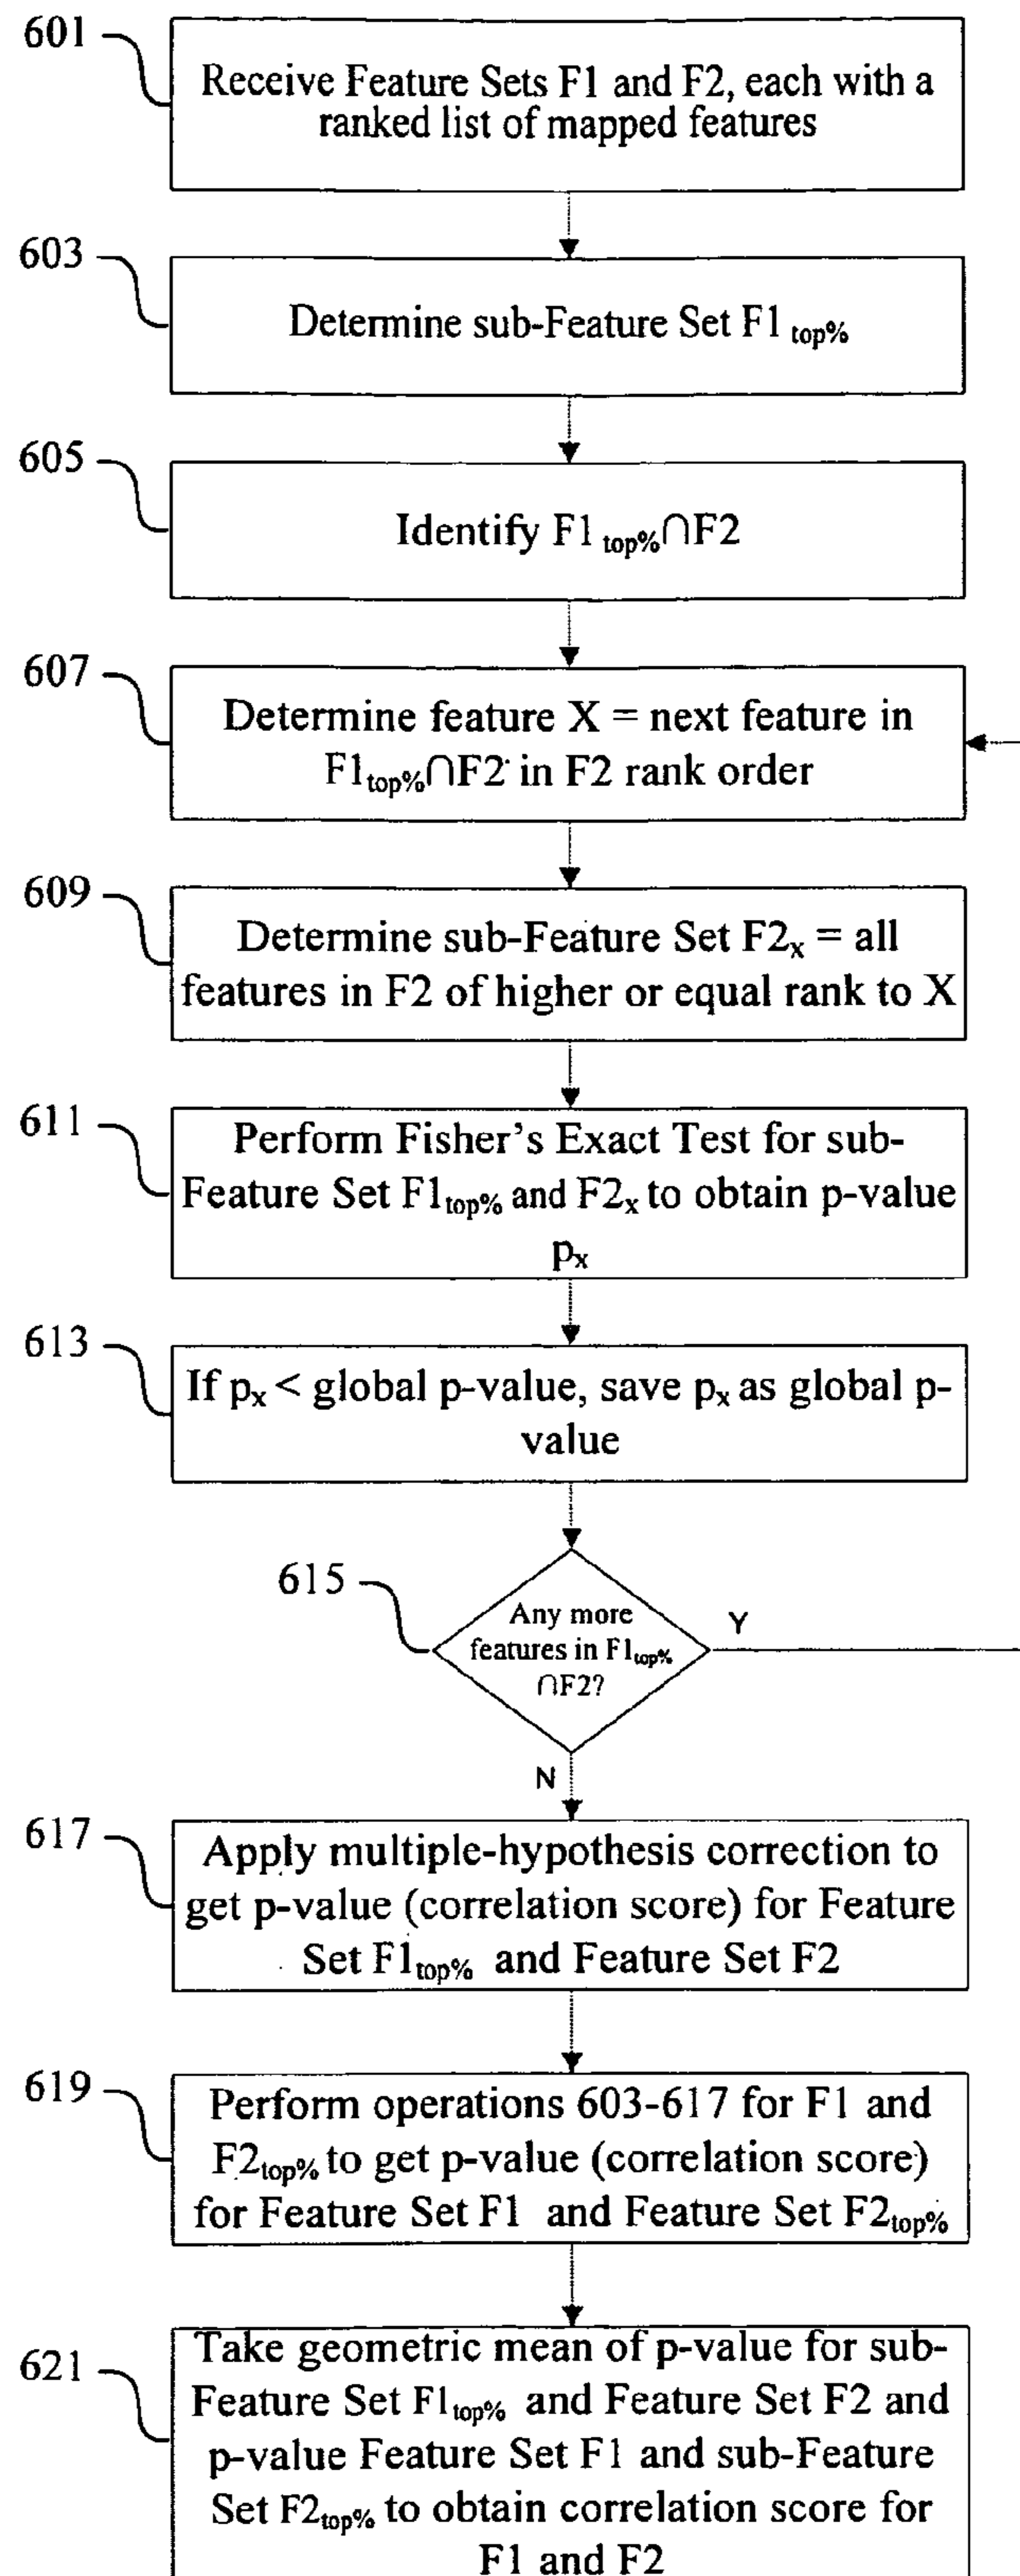 601
Receive Feature Sets F1 and F2, each with a
ranked list of mapped features
603
Determine sub-Feature Set F1 top%
605
Identify F1 top%∩F2
607
Determine feature X = next feature in
F1top%∩F2 in F2 rank order
609
Determine sub-Feature Set F2x = all
features in F2 of higher or equal rank to X
611
Perform Fisher's Exact Test for sub-
Feature Set F1top% and F2x to obtain p-value
px
613
If px < global p-value, save px as global p-
value
615
Any more
features in F1top%
∩F2?
Y
N
617
Apply multiple-hypothesis correction to
get p-value (correlation score) for Feature
Set F1top% and Feature Set F2
619
Perform operations 603-617 for F1 and
F2top% to get p-value (correlation score)
for Feature Set F1 and Feature Set F2top%
621
Take geometric mean of p-value for sub-
Feature Set F1top% and Feature Set F2 and
p-value Feature Set F1 and sub-Feature
Set F2top% to obtain correlation score for
F1 and F2